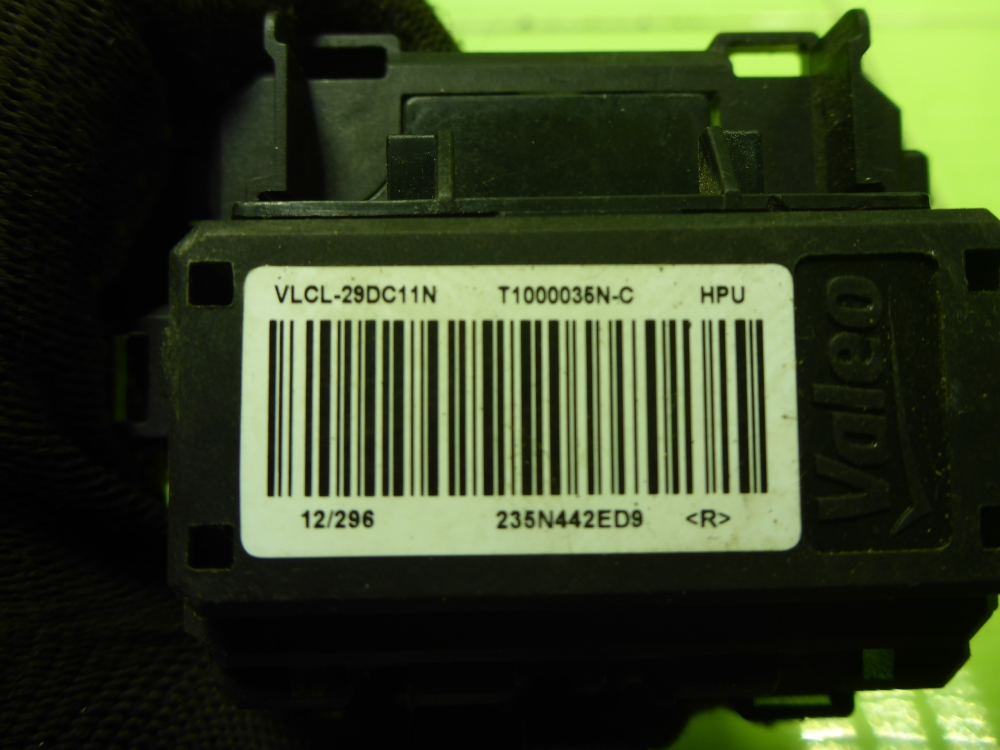 VLCL-29DC11N T1000035N-C HPU
12/296 235N442ED9 <R>
Valeo